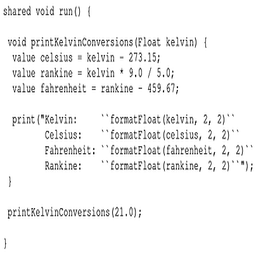 shared void run() {
void printKelvinConversions(Float kelvin) {
value celsius = kelvin - 273.15;
value rankine = kelvin * 9.0 / 5.0;
value fahrenheit = rankine - 459.67;
print("Kelvin:     ``formatFloat(kelvin, 2, 2)``
Celsius:    ``formatFloat(celsius, 2, 2)``
Fahrenheit: ``formatFloat(fahrenheit, 2, 2)``
Rankine:    ``formatFloat(rankine, 2, 2)``");
}
printKelvinConversions(21.0);
}